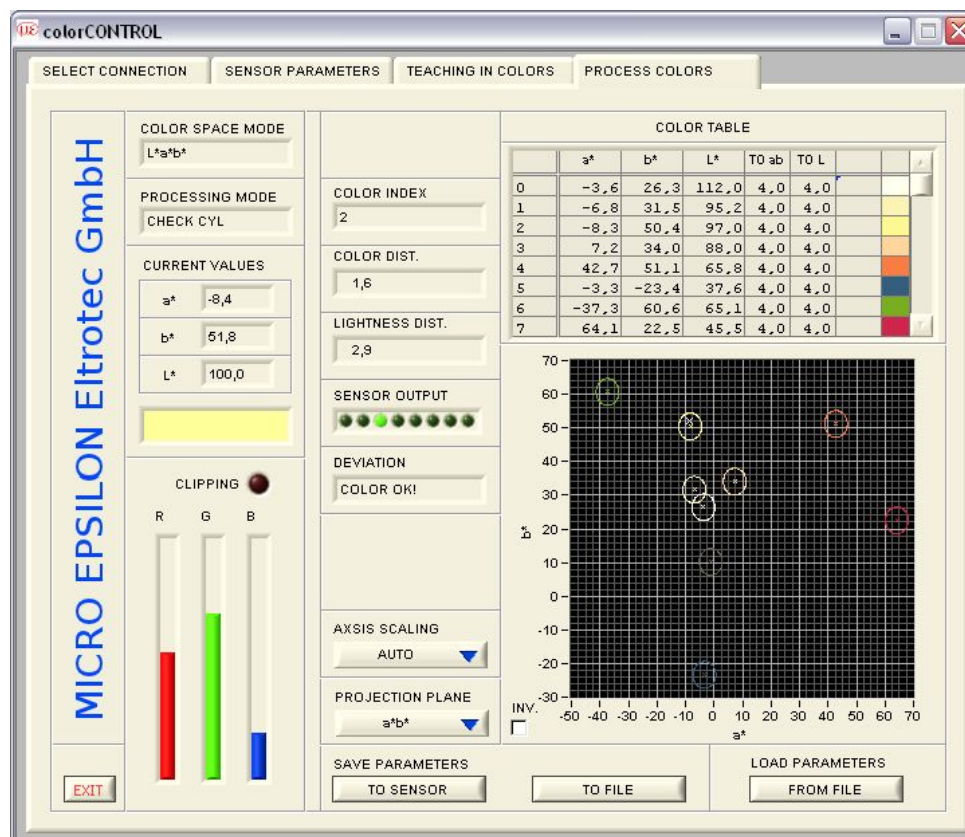 µε colorCONTROL
SELECT CONNECTION
SENSOR PARAMETERS
TEACHING IN COLORS
PROCESS COLORS
MICRO EPSILON Eltrotec GmbH
COLOR SPACE MODE
L*a*b*
PROCESSING MODE
CHECK CYL
CURRENT VALUES
a* -8,4
b* 51,8
L* 100,0
CLIPPING
R G B
EXIT
COLOR INDEX
2
COLOR DIST.
1,6
LIGHTNESS DIST.
2,9
SENSOR OUTPUT
DEVIATION
COLOR OK!
AXSIS SCALING
AUTO
PROJECTION PLANE
a*b*
COLOR TABLE
a* b* L* TO ab TO L
0 -3,6 26,3 112,0 4,0 4,0
1 -6,8 31,5 95,2 4,0 4,0
2 -8,3 50,4 97,0 4,0 4,0
3 7,2 34,0 88,0 4,0 4,0
4 42,7 51,1 65,8 4,0 4,0
5 -3,3 -23,4 37,6 4,0 4,0
6 -37,3 60,6 65,1 4,0 4,0
7 64,1 22,5 45,5 4,0 4,0
70
60
50
40
30
20
10
0
-10
-20
-30
b*
-50 -40 -30 -20 -10 0 10 20 30 40 50 60 70
a*
INV.
SAVE PARAMETERS
TO SENSOR
TO FILE
LOAD PARAMETERS
FROM FILE